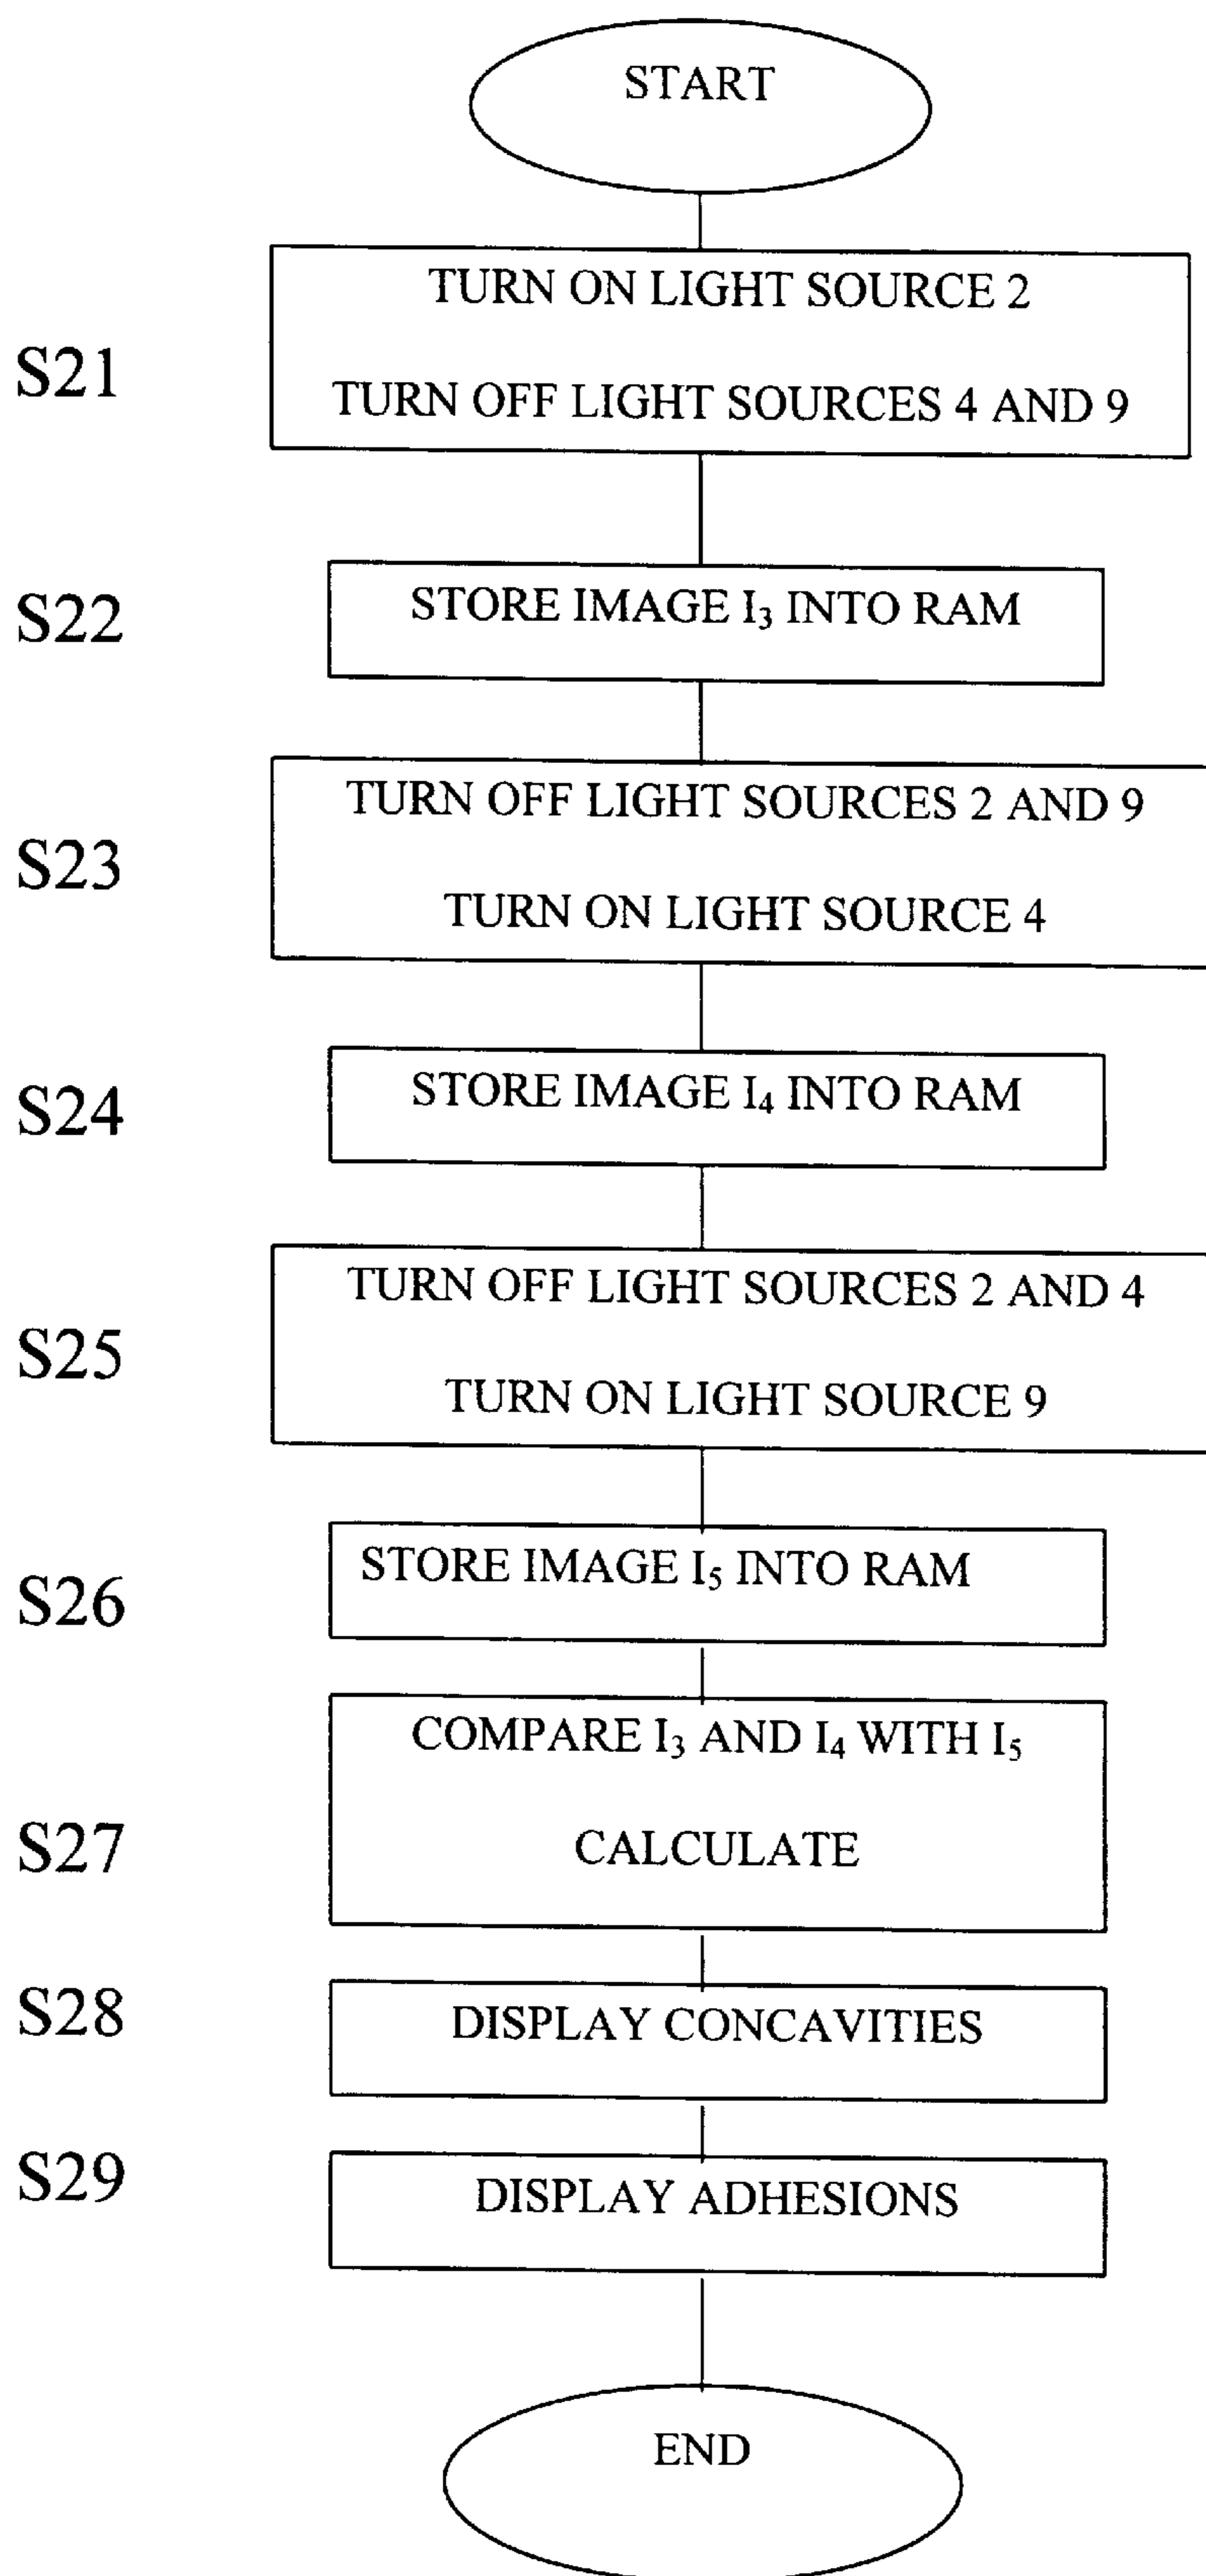 START
S21
TURN ON LIGHT SOURCE 2
TURN OFF LIGHT SOURCES 4 AND 9
S22
STORE IMAGE I₃ INTO RAM
S23
TURN OFF LIGHT SOURCES 2 AND 9
TURN ON LIGHT SOURCE 4
S24
STORE IMAGE I₄ INTO RAM
S25
TURN OFF LIGHT SOURCES 2 AND 4
TURN ON LIGHT SOURCE 9
S26
STORE IMAGE I₅ INTO RAM
S27
COMPARE I₃ AND I₄ WITH I₅
CALCULATE
S28
DISPLAY CONCAVITIES
S29
DISPLAY ADHESIONS
END